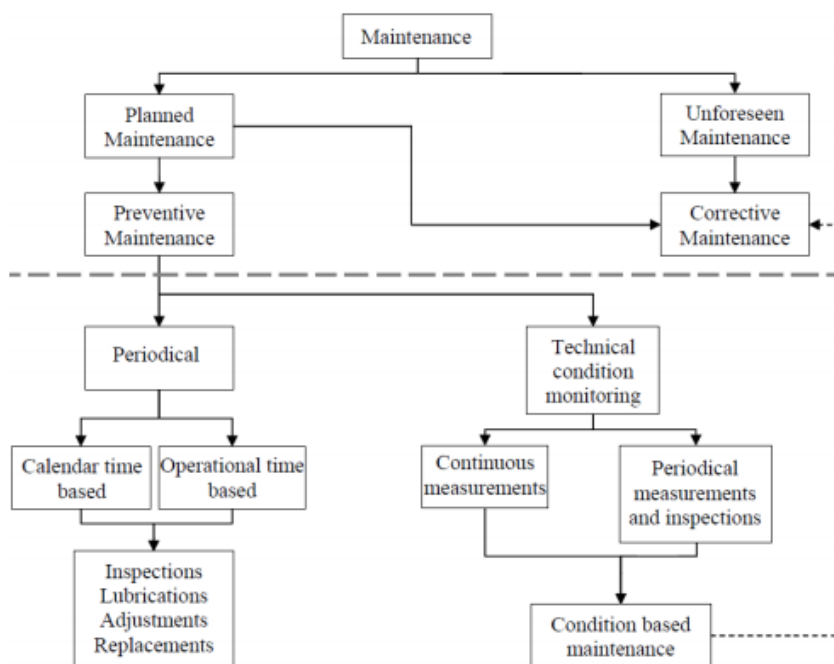 Maintenance
Planned
Maintenance
Unforeseen
Maintenance
Preventive
Maintenance
Corrective
Maintenance
Periodical
Technical
condition
monitoring
Calendar time
based
Operational time
based
Continuous
measurements
Periodical
measurements
and inspections
Inspections
Lubrications
Adjustments
Replacements
Condition based
maintenance